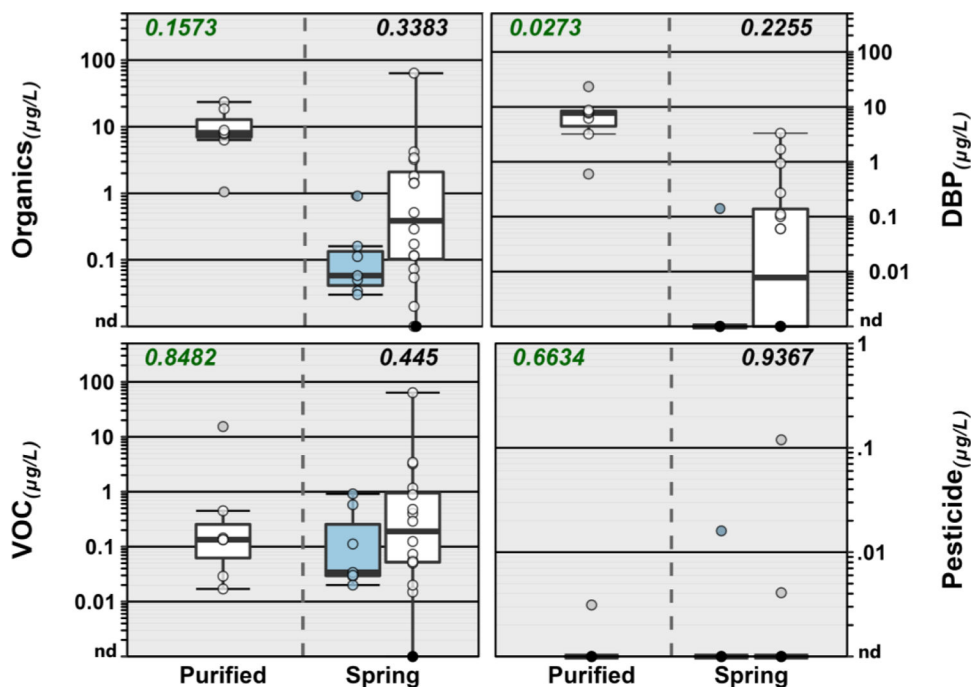 0.1573 0.3383
Organics(µg/L)
100
10
1
0.1
nd
0.0273 0.2255
DBP(µg/L)
100
10
1
0.1
0.01
nd
0.8482 0.445
VOC(µg/L)
100
10
1
0.1
0.01
nd
Purified Spring
0.6634 0.9367
Pesticide(µg/L)
1
.1
.01
nd
Purified Spring